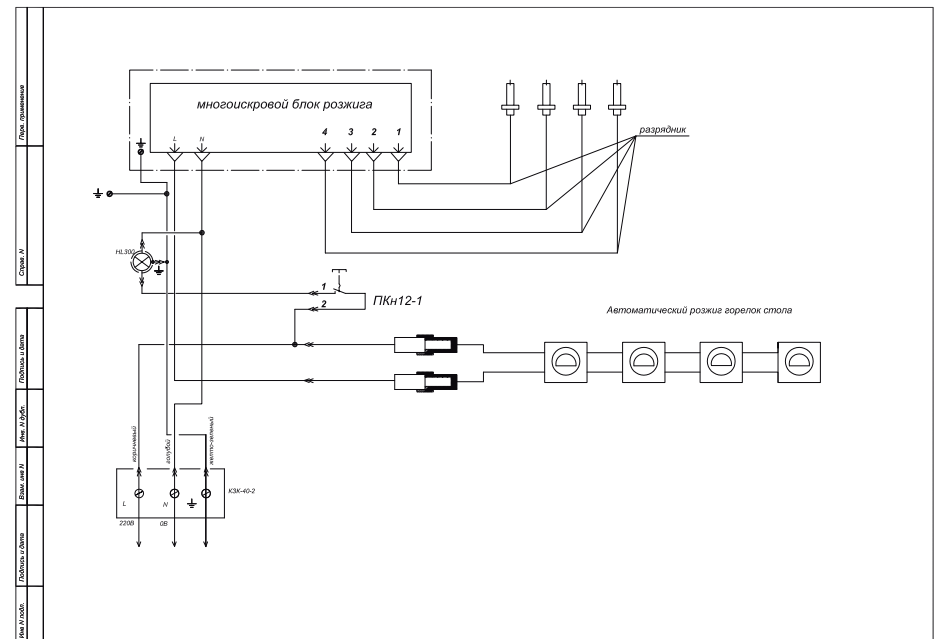 многоискровой блок розжига
L
N
4
3
2
1
разрядник
HL300
1
2
ПКн12-1
Автоматический розжиг горелок стола
коричневый
голубой
желто-зеленый
L
N
КЗК-40-2
220В
0В
Перв. применение
Справ. N
Подпись и дата
Инв. N дубл.
Взам. инв N
Подпись и дата
Инв N подл.